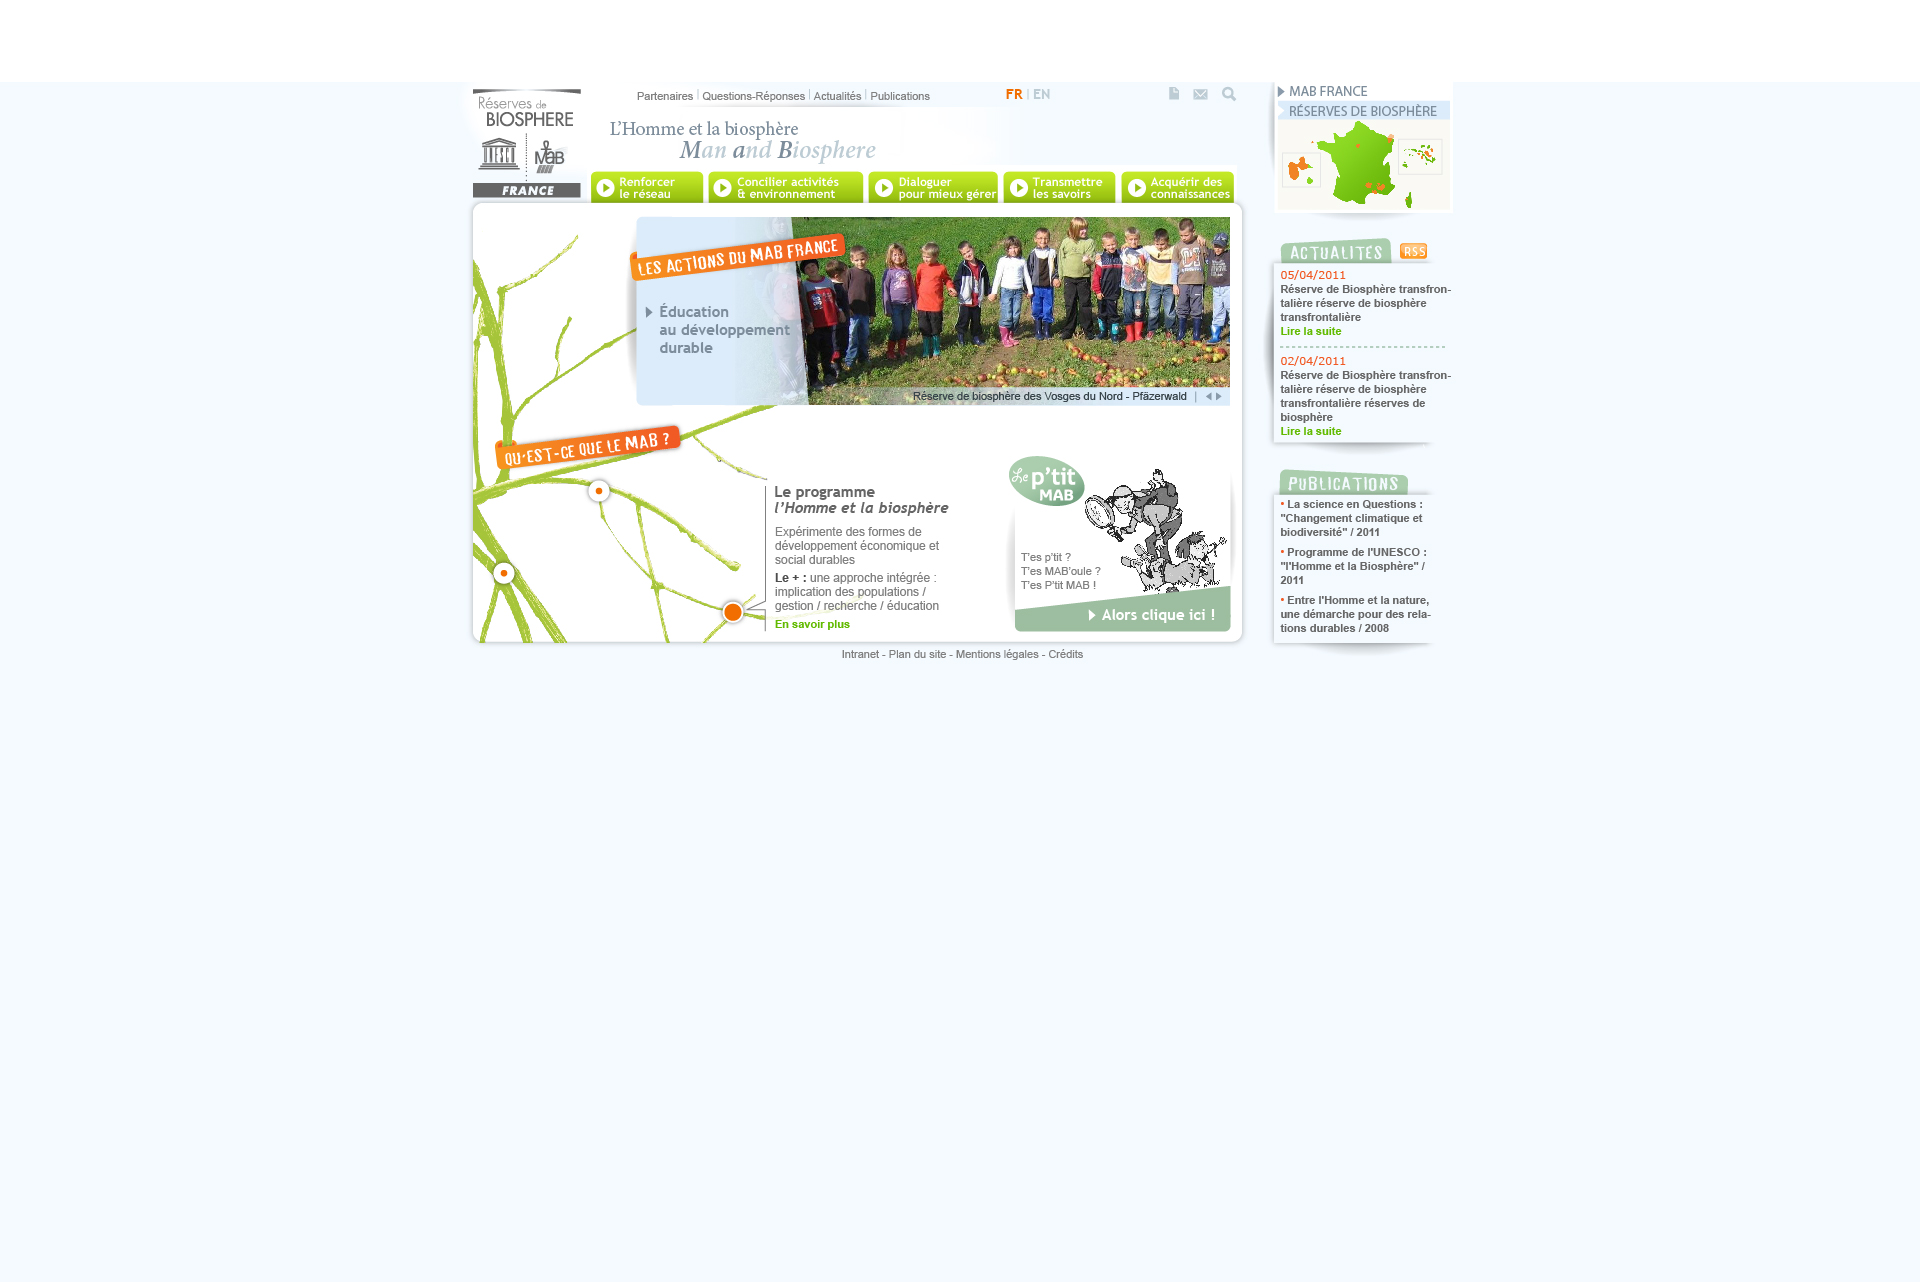 Réserves de
BIOSPHERE
MAB
FRANCE
Partenaires | Questions-Réponses | Actualités | Publications
FR | EN
L'Homme et la biosphère
Man and Biosphere
Renforcer
le réseau
Concilier activités
& environnement
Dialoguer
pour mieux gérer
Transmettre
les savoirs
Acquérir des
connaissances
LES ACTIONS DU MAB FRANCE
Éducation
au développement
durable
Réserve de biosphère des Vosges du Nord - Pfäzerwald |
QU'EST-CE QUE LE MAB ?
Le programme
l'Homme et la biosphère
Expérimente des formes de
développement économique et
social durables
Le + : une approche intégrée :
implication des populations /
gestion / recherche / éducation
En savoir plus
Le p'tit
MAB
T'es p'tit ?
T'es MAB'oule ?
T'es P'tit MAB !
Alors clique ici !
MAB FRANCE
RÉSERVES DE BIOSPHÈRE
ACTUALITÉS
RSS
05/04/2011
Réserve de Biosphère transfron-
talière réserve de biosphère
transfrontalière
Lire la suite
02/04/2011
Réserve de Biosphère transfron-
talière réserve de biosphère
transfrontalière réserves de
biosphère
Lire la suite
PUBLICATIONS
• La science en Questions :
"Changement climatique et
biodiversité" / 2011
• Programme de l'UNESCO :
"l'Homme et la Biosphère" /
2011
• Entre l'Homme et la nature,
une démarche pour des rela-
tions durables / 2008
Intranet - Plan du site - Mentions légales - Crédits